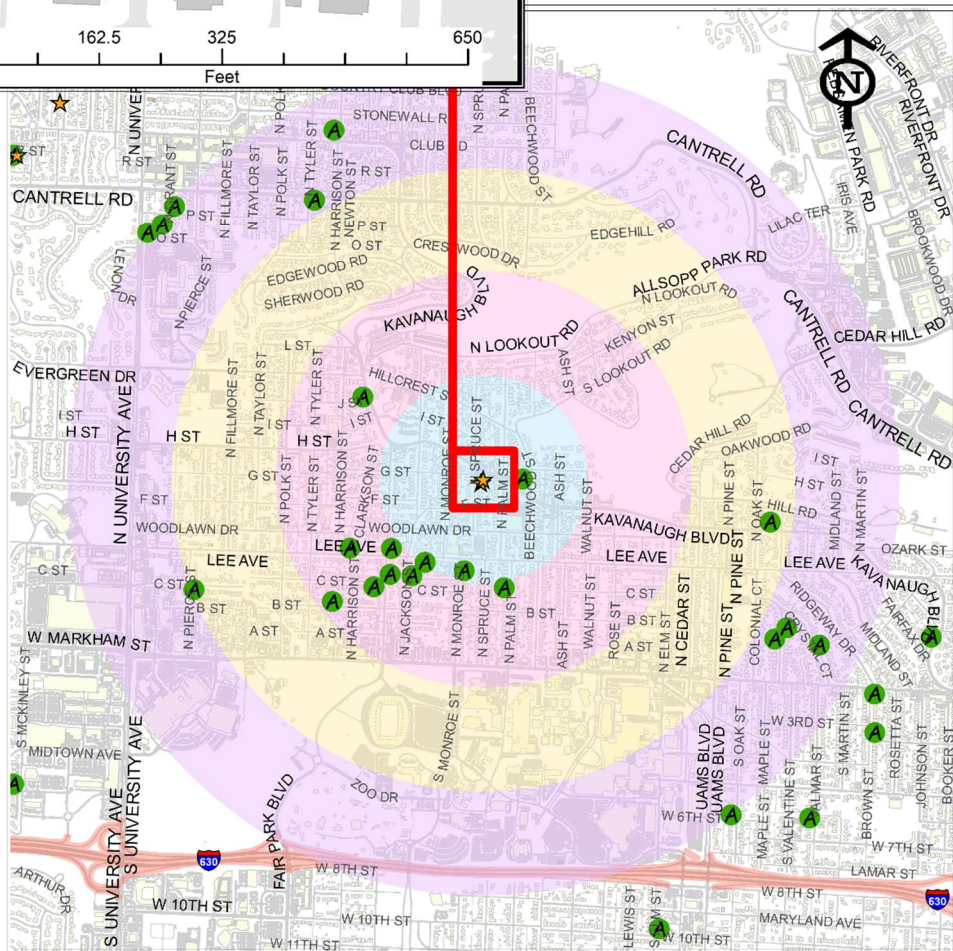 162.5
325
650
Feet
N
RIVERFRONT DR
RIVERFRONT DR
STONEWALL R
CLUB RD
BEECHWOOD ST
CANTRELL RD
R ST
R ST
N TYLER ST
N HARRISON ST
NEWTON ST
IRIS AVE
BROOKWOOD DR
CANTRELL RD
N FILLMORE ST
N TAYLOR ST
N POLK ST
P ST
O ST
P ST
O ST
LILAC TER
EDGEHILL RD
CRESTWOOD DR
LENON DR
N PIERCE ST
EDGEWOOD RD
SHERWOOD RD
KAVANAUGH BLVD
ALLSOPP PARK RD
N LOOKOUT RD
CANTRELL RD
CEDAR HILL RD
N LOOKOUT RD
KENYON ST
S LOOKOUT RD
ASH ST
L ST
EVERGREEN DR
N FILLMORE ST
N TAYLOR ST
N TYLER ST
HILLCREST S
J S
I ST
I ST
I ST
I ST
CANTRELL RD
H ST
H ST
H ST
N UNIVERSITY AVE
N MONROE ST
SPRUCE ST
CEDAR HILL RD
OAKWOOD RD
G ST
G ST
F ST
F ST
N POLK ST
N TYLER ST
N HARRISON ST
CLARKSON ST
N PALM ST
BEECHWOOD ST
ASH ST
WALNUT ST
N PINE ST
N OAK ST
I ST
H ST
HILL RD
MIDLAND ST
N MARTIN ST
WOODLAWN DR
WOODLAWN DR
KAVANAUGH BLVD
OZARK ST
LEE AVE
LEE AVE
LEE AVE
LEE AVE
KAVANAUGH BLVD
C ST
C ST
C ST
C ST
C ST
N PIERCE ST
B ST
B ST
B ST
B ST
A ST
A ST
A ST
N HARRISON ST
N JACKSON ST
N MONROE ST
N SPRUCE ST
N PALM ST
ASH ST
WALNUT ST
ROSE ST
N ELM ST
N CEDAR ST
N PINE ST
N PINE ST
COLONIAL CT
CRYSTAL CT
RIDGEWAY DR
MIDLAND ST
FAIRFAX DR
W MARKHAM ST
S MCKINLEY ST
MIDTOWN AVE
S UNIVERSITY AVE
S UNIVERSITY AVE
S MONROE ST
ZOO DR
FAIR PARK BLVD
UAMS BLVD
UAMS BLVD
S OAK ST
W 3RD ST
MAPLE ST
MAPLE ST
S VALENTINE ST
S MARTIN ST
BROWN ST
ROSETTA ST
JOHNSON ST
BOOKER ST
W 6TH ST
W 7TH ST
630
W 8TH ST
LAMAR ST
W 8TH ST
630
ARTHUR DR
W 10TH ST
W 10TH ST
W 11TH ST
LEWIS ST
W 10TH ST
MARYLAND AVE